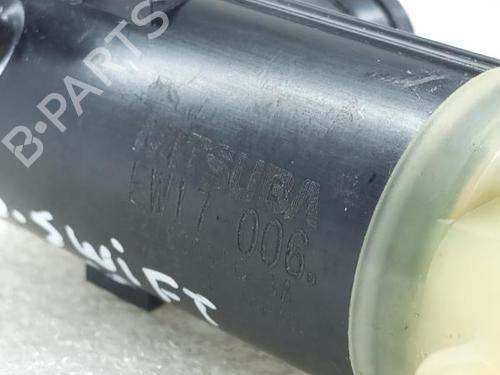 B-PARTS
MITSUBA
EW17-006.
SWIFT